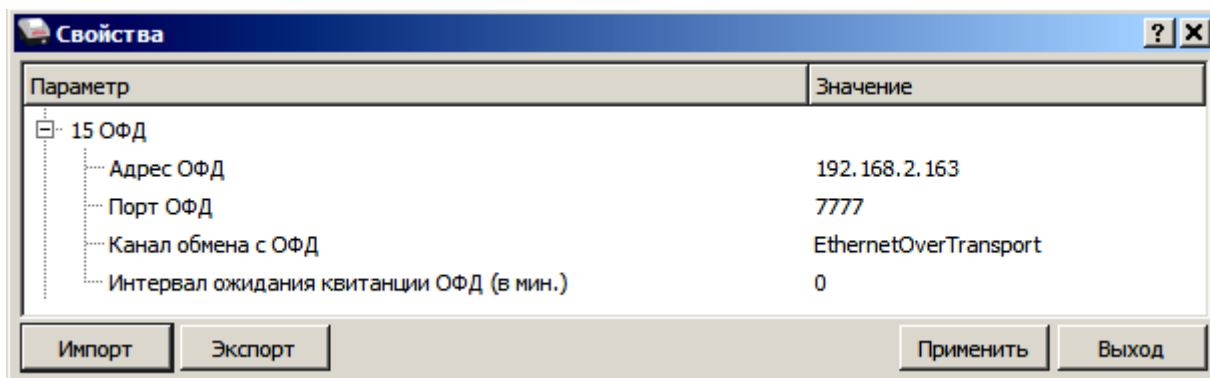 Свойства
Параметр Значение
15 ОФД
Адрес ОФД 192.168.2.163
Порт ОФД 7777
Канал обмена с ОФД EthernetOverTransport
Интервал ожидания квитанции ОФД (в мин.) 0
Импорт Экспорт Применить Выход